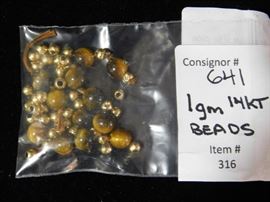 Consignor #
641
1gm 14KT
BEADS
Item #
316